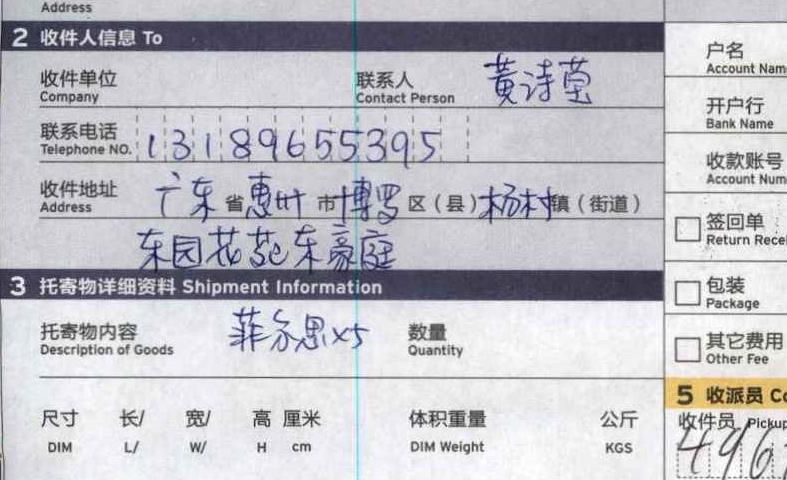 Address
2 收件人信息 To
收件单位 Company 联系人 Contact Person 黄诗莹
联系电话 Telephone NO. 13189655395
收件地址 Address 广东省惠州市博罗区（县）杨村镇（街道）
东园花苑东豪庭
3 托寄物详细资料 Shipment Information
托寄物内容 Description of Goods 菲尔思x5 数量 Quantity
尺寸 长/ 宽/ 高 厘米 体积重量 公斤
DIM L/ W/ H cm DIM Weight KGS
户名
Account Nam
开户行
Bank Name
收款账号
Account Num
签回单
Return Recei
包装
Package
其它费用
Other Fee
5 收派员 Co
收件员 Pickup
496